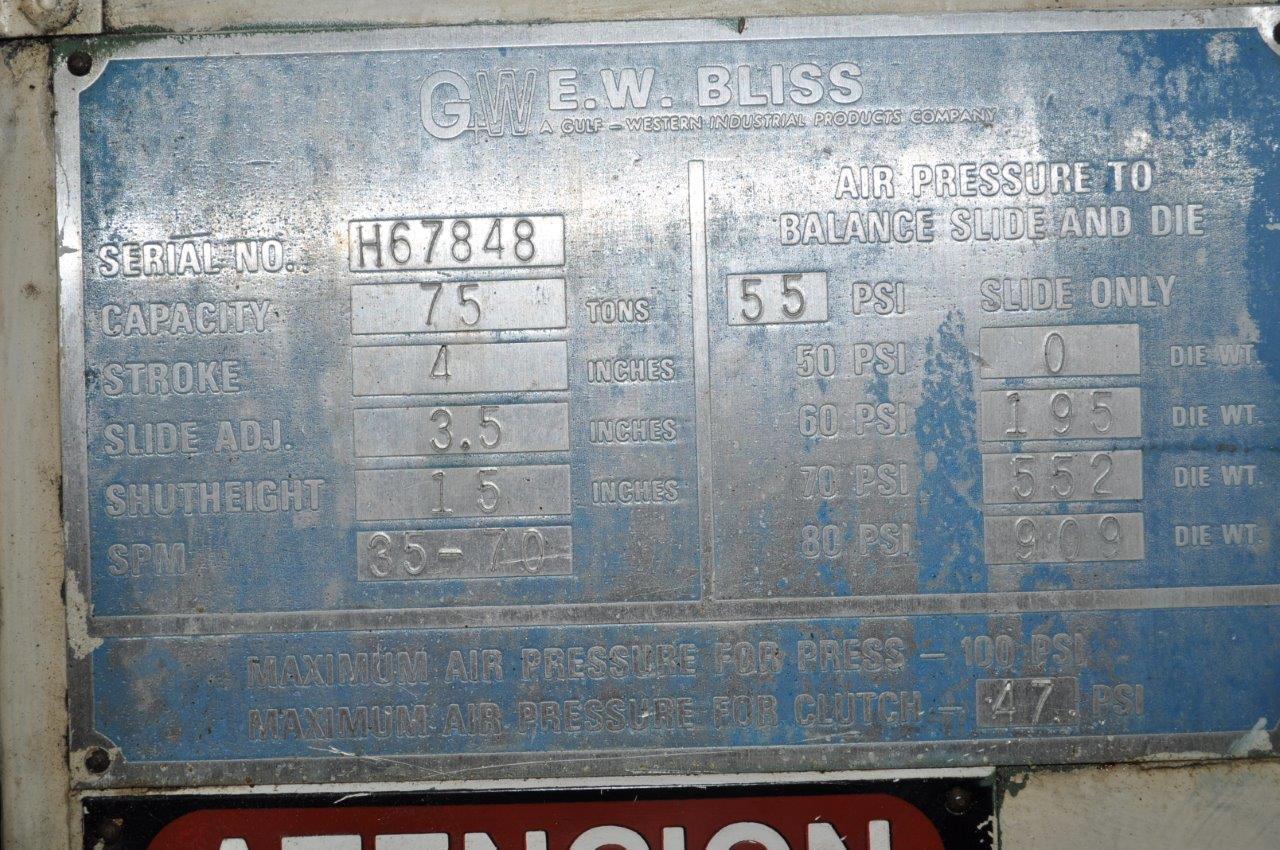 G+W E.W. BLISS
A GULF + WESTERN INDUSTRIAL PRODUCTS COMPANY
SERIAL NO. H67848
CAPACITY 75 TONS
STROKE 4 INCHES
SLIDE ADJ. 3.5 INCHES
SHUTHEIGHT 15 INCHES
SPM 35-70
AIR PRESSURE TO
BALANCE SLIDE AND DIE
55 PSI SLIDE ONLY
50 PSI 0 DIE WT.
60 PSI 195 DIE WT.
70 PSI 552 DIE WT.
80 PSI 909 DIE WT.
MAXIMUM AIR PRESSURE FOR PRESS - 100 PSI
MAXIMUM AIR PRESSURE FOR CLUTCH - 47 PSI
ATENCION